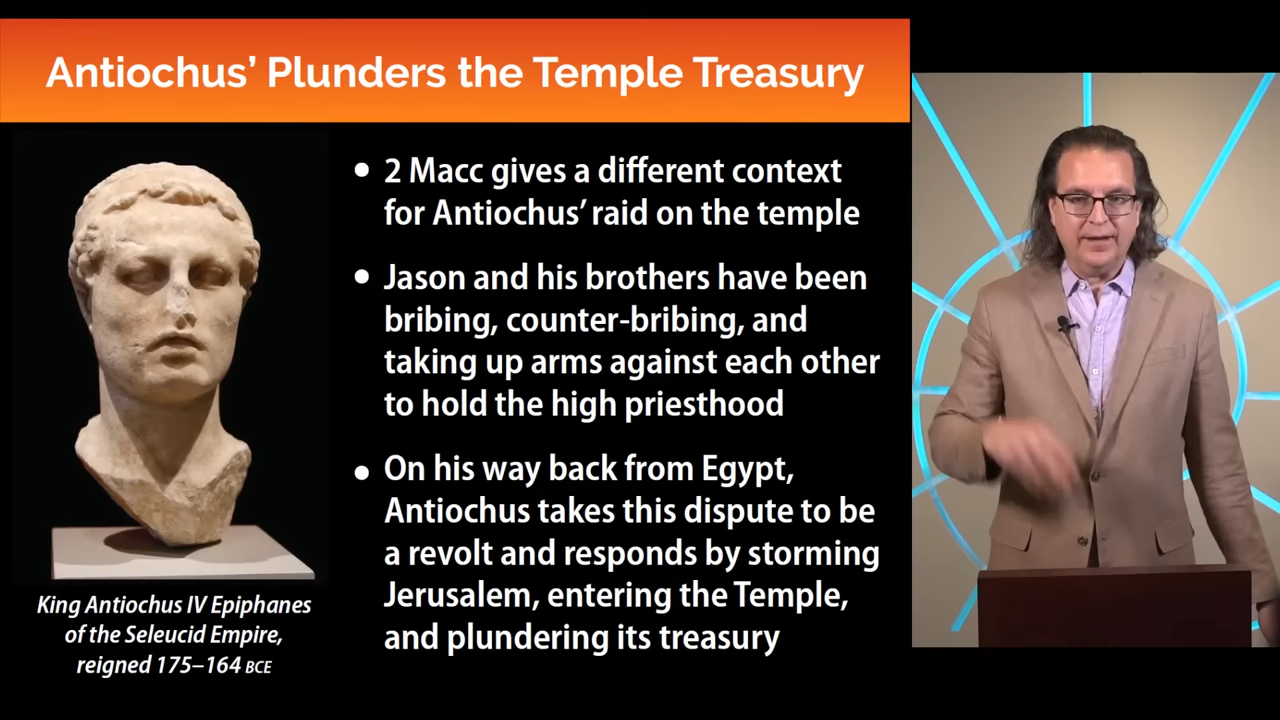 Antiochus’ Plunders the Temple Treasury
• 2 Macc gives a different context
for Antiochus’ raid on the temple
• Jason and his brothers have been
bribing, counter-bribing, and
taking up arms against each other
to hold the high priesthood
• On his way back from Egypt,
Antiochus takes this dispute to be
a revolt and responds by storming
Jerusalem, entering the Temple,
and plundering its treasury
King Antiochus IV Epiphanes
of the Seleucid Empire,
reigned 175–164 BCE